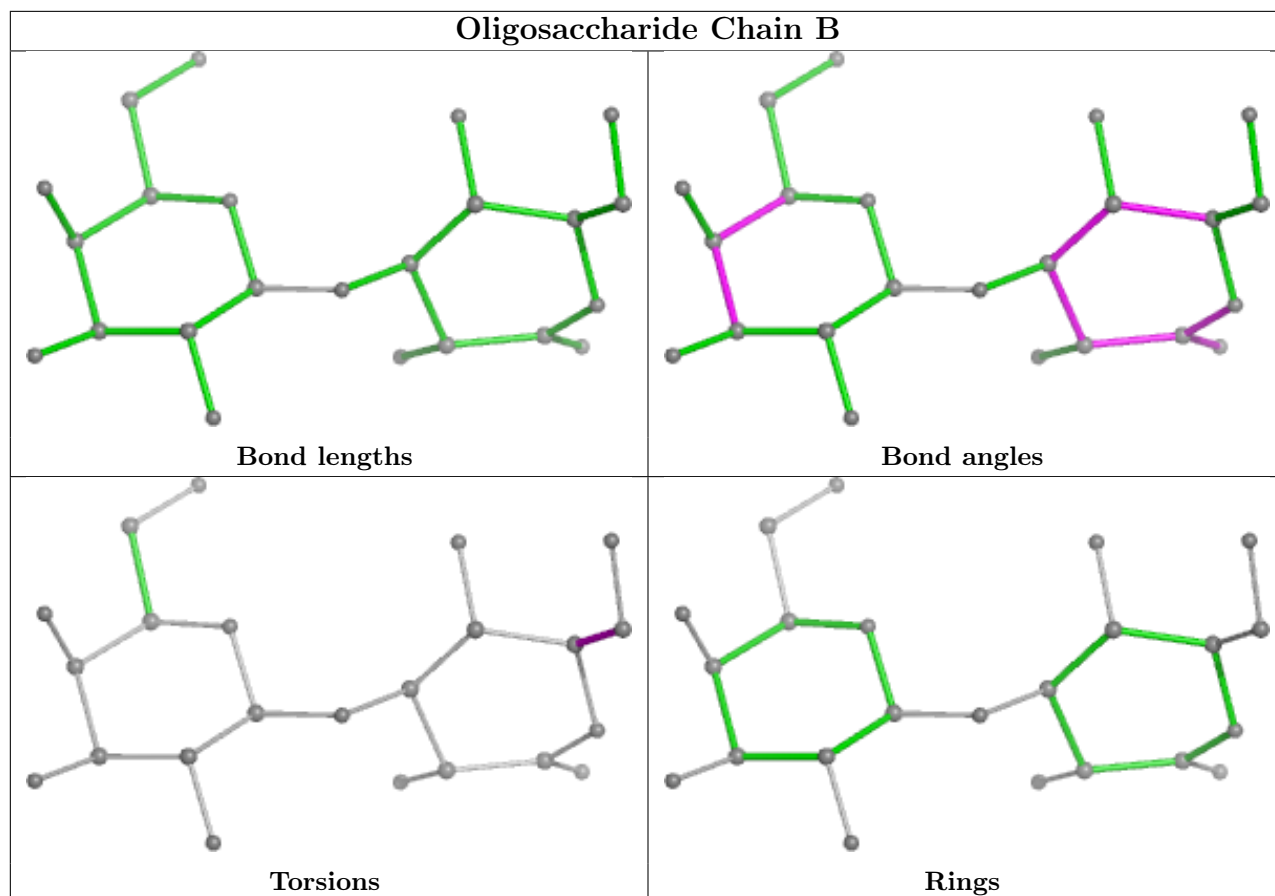 Oligosaccharide Chain B
Bond lengths
Bond angles
Torsions
Rings